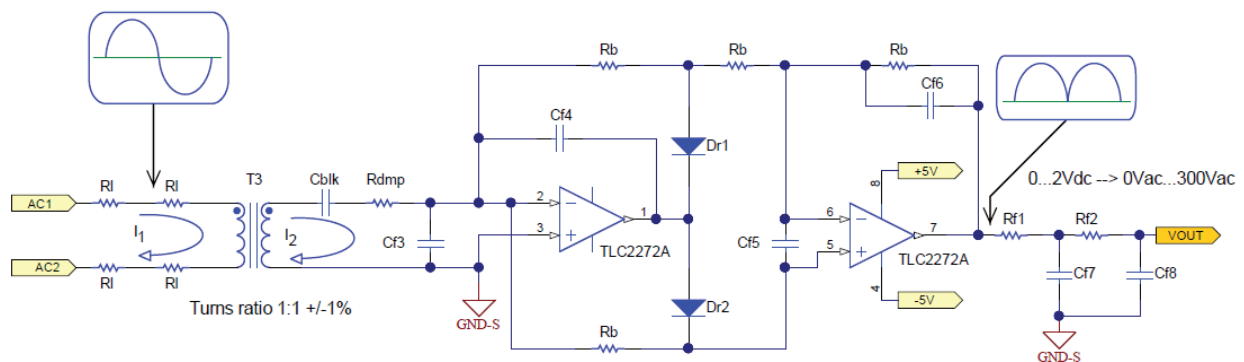 Rb
Rb
Rb
Cf6
Cf4
Dr1
0...2Vdc --> 0Vac...300Vac
+5V
8
Rl
Rl
T3
Cblk
Rdmp
AC1
2
1
3
TLC2272A
6
7
5
TLC2272A
Rf1
Rf2
VOUT
I1
I2
Cf3
Cf5
Cf7
Cf8
AC2
Rl
Rl
4
-5V
Turns ratio 1:1 +/-1%
GND-S
Dr2
Rb
GND-S